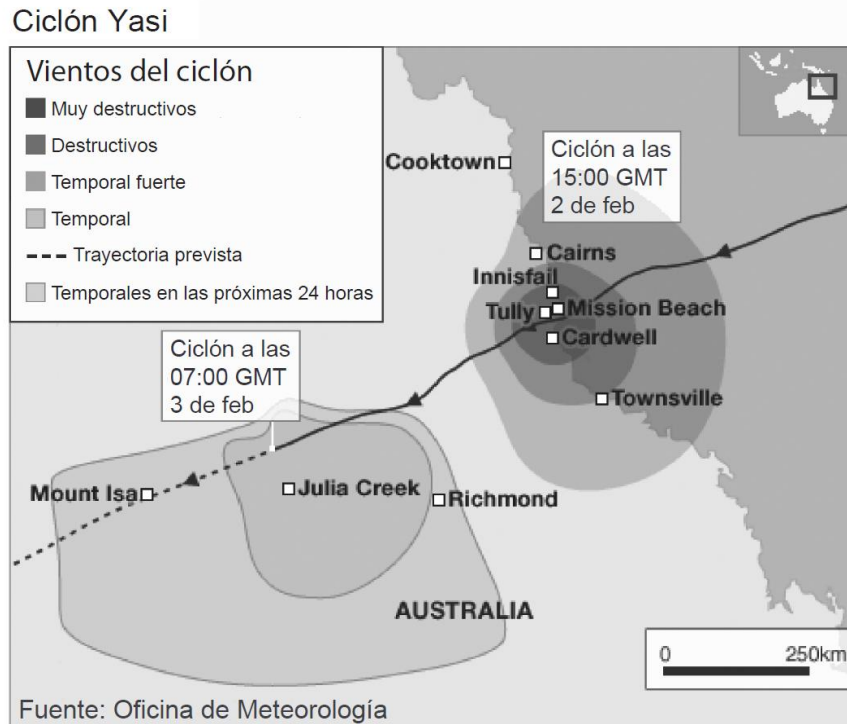 Ciclón Yasi
Vientos del ciclón
Muy destructivos
Destructivos
Temporal fuerte
Temporal
Trayectoria prevista
Temporales en las próximas 24 horas
Ciclón a las
15:00 GMT
2 de feb
Cooktown
Cairns
Innisfail
Tully
Mission Beach
Cardwell
Townsville
Ciclón a las
07:00 GMT
3 de feb
Mount Isa
Julia Creek
Richmond
AUSTRALIA
0 250km
Fuente: Oficina de Meteorología